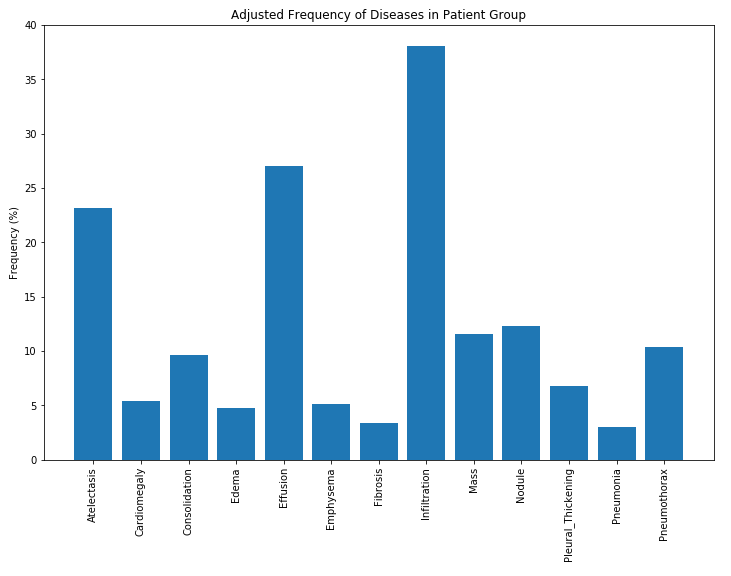 Adjusted Frequency of Diseases in Patient Group
Frequency (%)
40
35
30
25
20
15
10
5
0
Atelectasis
Cardiomegaly
Consolidation
Edema
Effusion
Emphysema
Fibrosis
Infiltration
Mass
Nodule
Pleural_Thickening
Pneumonia
Pneumothorax